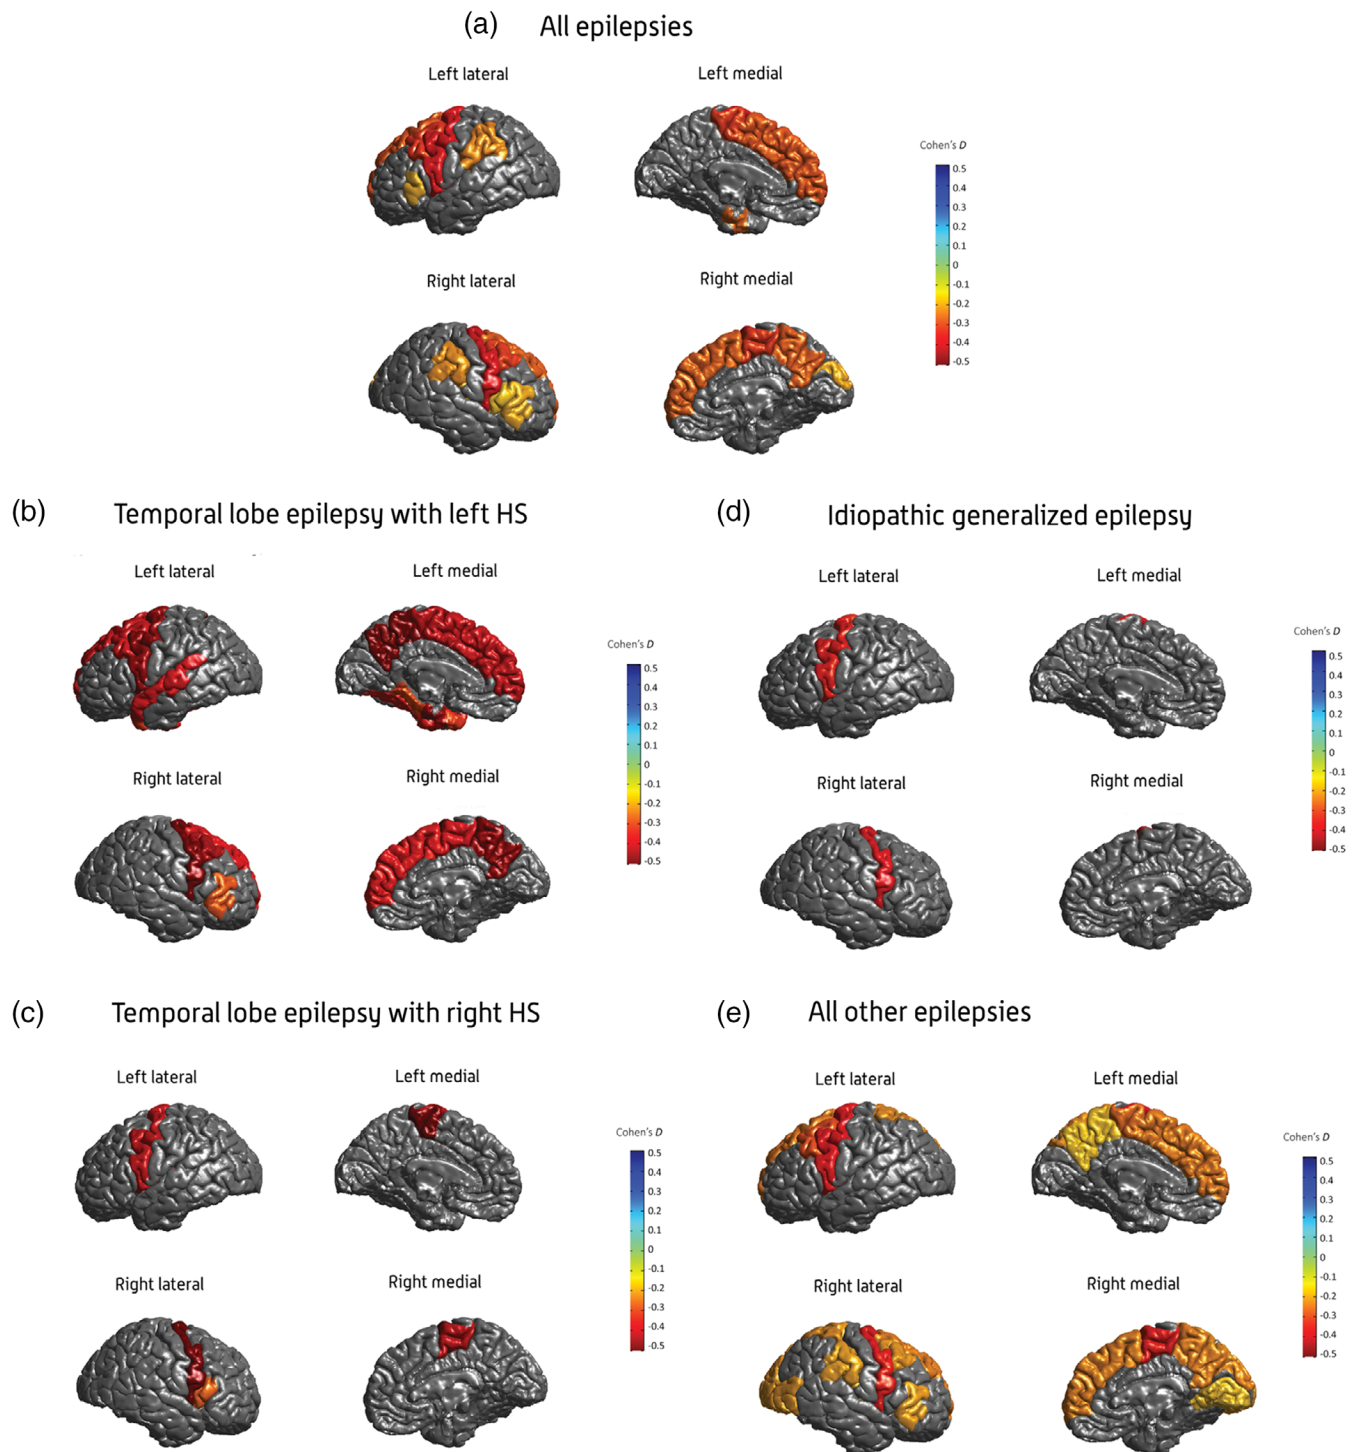 (a) All epilepsies
Left lateral Left medial
Cohen's D
0.5
0.4
0.3
0.2
0.1
0
-0.1
-0.2
-0.3
-0.4
-0.5
Right lateral Right medial
(b) Temporal lobe epilepsy with left HS
Left lateral Left medial
Cohen's D
0.5
0.4
0.3
0.2
0.1
0
-0.1
-0.2
-0.3
-0.4
-0.5
Right lateral Right medial
(d) Idiopathic generalized epilepsy
Left lateral Left medial
Cohen's D
0.5
0.4
0.3
0.2
0.1
0
-0.1
-0.2
-0.3
-0.4
-0.5
Right lateral Right medial
(c) Temporal lobe epilepsy with right HS
Left lateral Left medial
Cohen's D
0.5
0.4
0.3
0.2
0.1
0
-0.1
-0.2
-0.3
-0.4
-0.5
Right lateral Right medial
(e) All other epilepsies
Left lateral Left medial
Cohen's D
0.5
0.4
0.3
0.2
0.1
0
-0.1
-0.2
-0.3
-0.4
-0.5
Right lateral Right medial